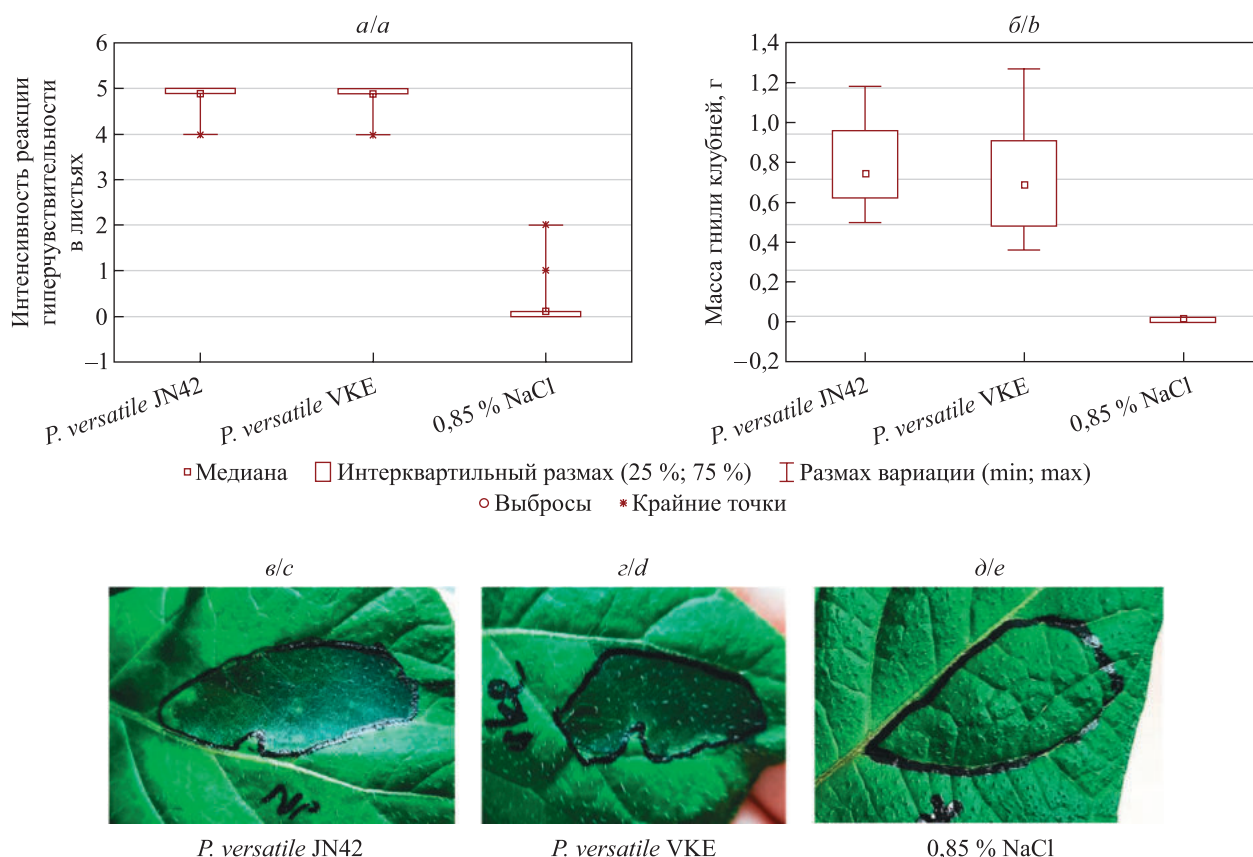 а/a
Интенсивность реакции
гиперчувствительности
в листьях
6
5
4
3
2
1
0
–1
P. versatile JN42
P. versatile VKE
0,85 % NaCl
б/b
Масса гнили клубней, г
1,4
1,2
1,0
0,8
0,6
0,4
0,2
0
–0,2
P. versatile JN42
P. versatile VKE
0,85 % NaCl
Медиана
Интерквартильный размах (25 %; 75 %)
Размах вариации (min; max)
Выбросы
Крайние точки
в/c
г/d
д/e
P. versatile JN42
P. versatile VKE
0,85 % NaCl